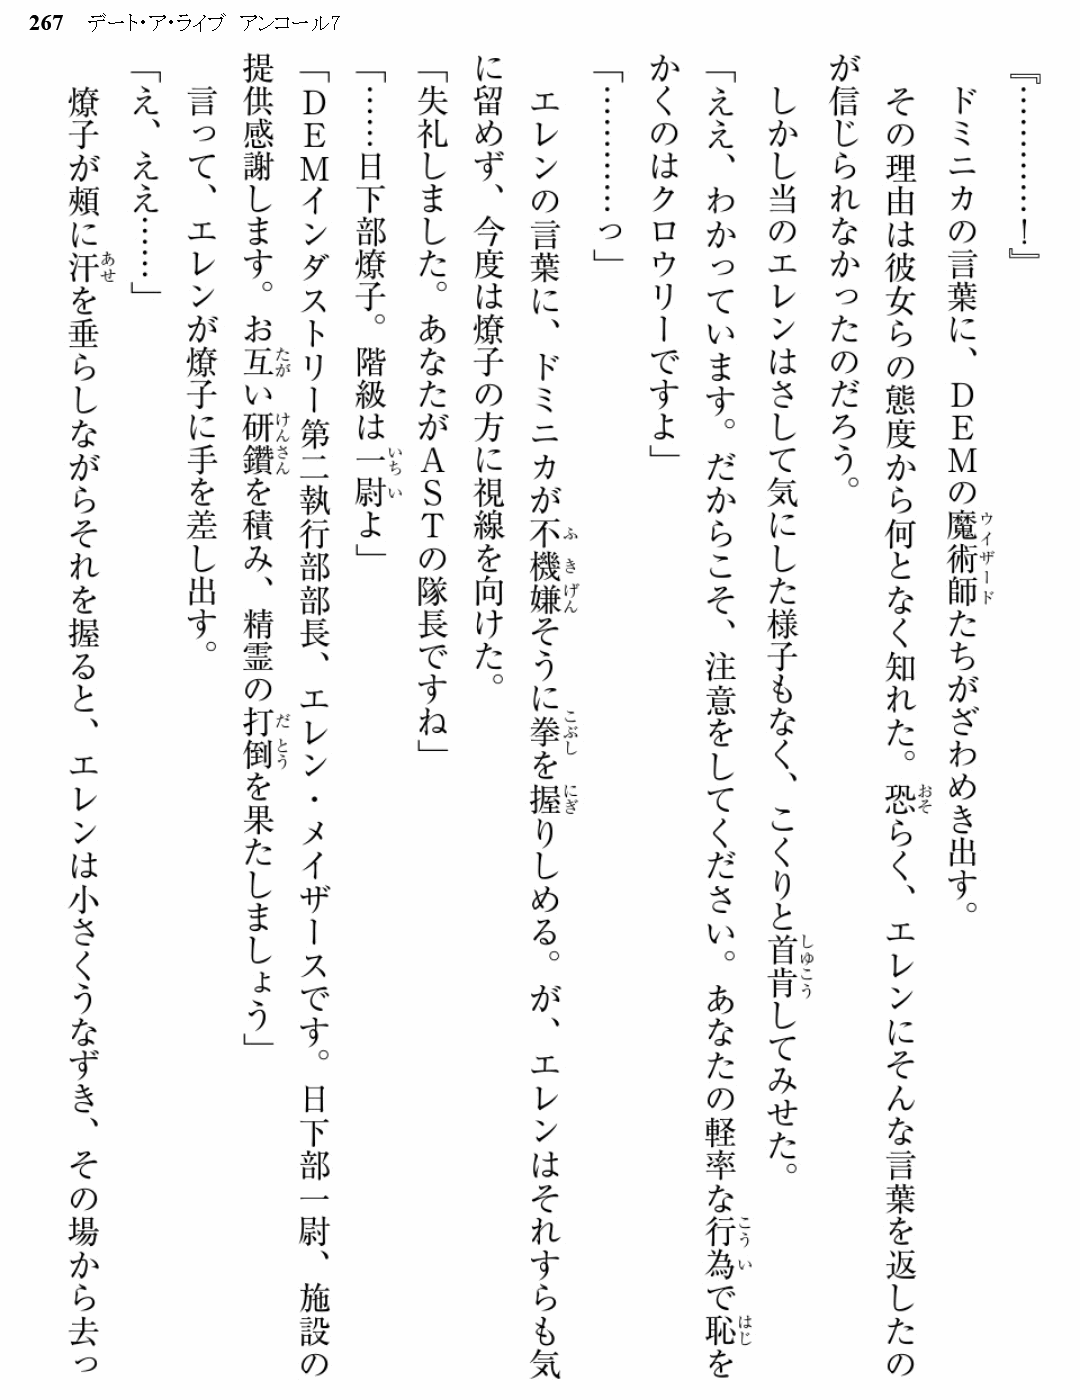 267 デート・ア・ライブ アンコール7
『…………！』
ドミニカの言葉に、ＤＥＭの魔術師たちがざわめき出す。
その理由は彼女らの態度から何となく知れた。恐らく、エレンにそんな言葉を返したの
が信じられなかったのだろう。
しかし当のエレンはさして気にした様子もなく、こくりと首肯してみせた。
「ええ、わかっています。だからこそ、注意をしてください。あなたの軽率な行為で恥を
かくのはクロウリーですよ」
「…………っ」
エレンの言葉に、ドミニカが不機嫌そうに拳を握りしめる。が、エレンはそれすらも気
に留めず、今度は燎子の方に視線を向けた。
「失礼しました。あなたがＡＳＴの隊長ですね」
「……日下部燎子。階級は一尉よ」
「ＤＥＭインダストリー第二執行部部長、エレン・メイザースです。日下部一尉、施設の
提供感謝します。お互い研鑽を積み、精霊の打倒を果たしましょう」
言って、エレンが燎子に手を差し出す。
「え、ええ……」
燎子が頰に汗を垂らしながらそれを握ると、エレンは小さくうなずき、その場から去っ